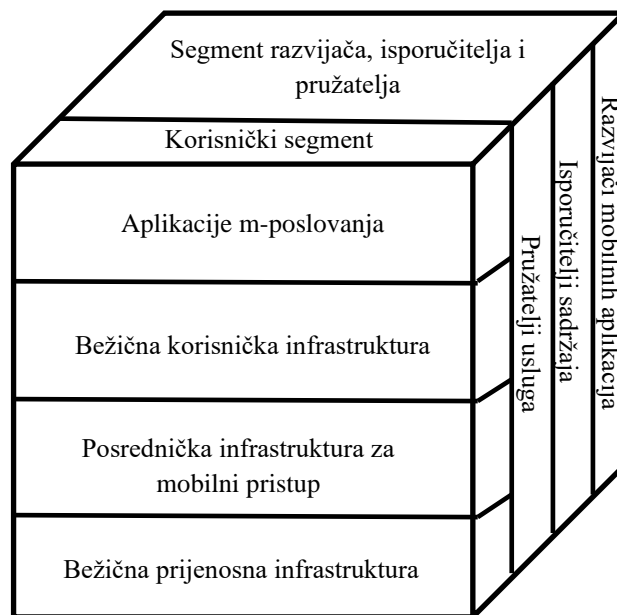 Segment razvijača, isporučitelja i
pružatelja
Korisnički segment
Aplikacije m-poslovanja
Bežična korisnička infrastruktura
Posrednička infrastruktura za
mobilni pristup
Bežična prijenosna infrastruktura
Pružatelji usluga
Isporučitelji
sadržaja
Razvijači mobilnih aplikacija